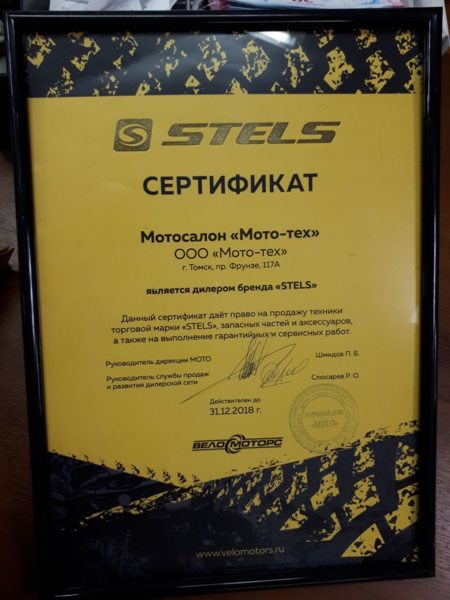 STELS
СЕРТИФИКАТ
Мотосалон «Мото-тех»
ООО «Мото-тех»
г. Томск, пр. Фрунзе, 117А
является дилером бренда «STELS»
Данный сертификат даёт право на продажу техники
торговой марки «STELS», запасных частей и аксессуаров,
а также на выполнение гарантийных и сервисных работ.
Руководитель дирекции МОТО Шмидов П. Б.
Руководитель службы продаж
и развития дилерской сети Слюсарев Р. О.
Действителен до
31.12.2018 г.
ТОРГОВЫЙ ДОМ
«МОТО»
ВЕЛОМОТОРС
www.velomotors.ru